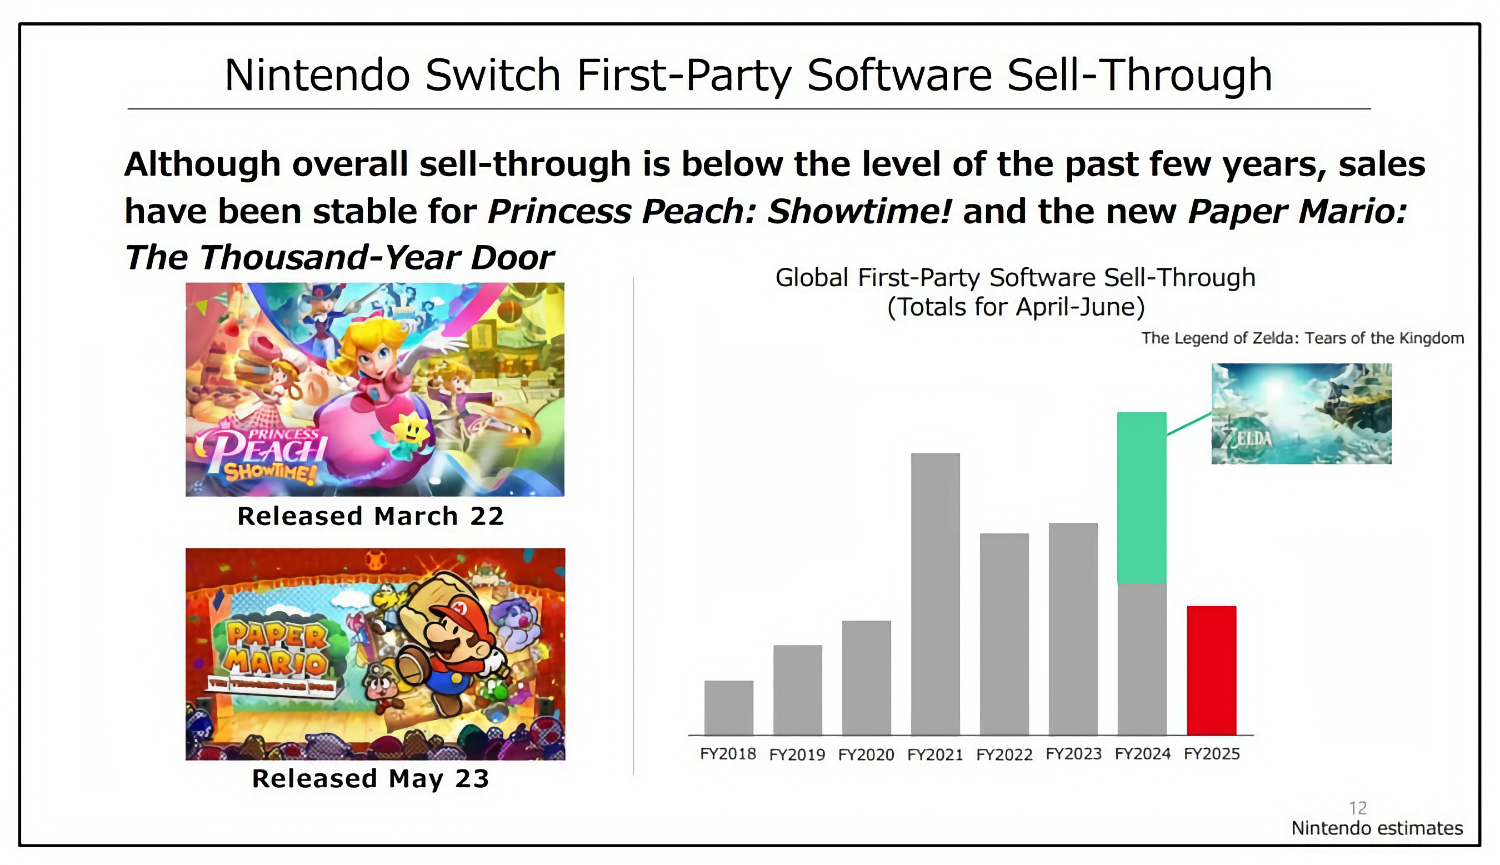 Nintendo Switch First-Party Software Sell-Through
Although overall sell-through is below the level of the past few years, sales
have been stable for Princess Peach: Showtime! and the new Paper Mario:
The Thousand-Year Door
PRINCESS
PEACH
SHOWTIME!
Released March 22
PAPER
MARIO
THE THOUSAND-YEAR DOOR
Released May 23
Global First-Party Software Sell-Through
(Totals for April-June)
The Legend of Zelda: Tears of the Kingdom
ZELDA
FY2018 FY2019 FY2020 FY2021 FY2022 FY2023 FY2024 FY2025
12
Nintendo estimates